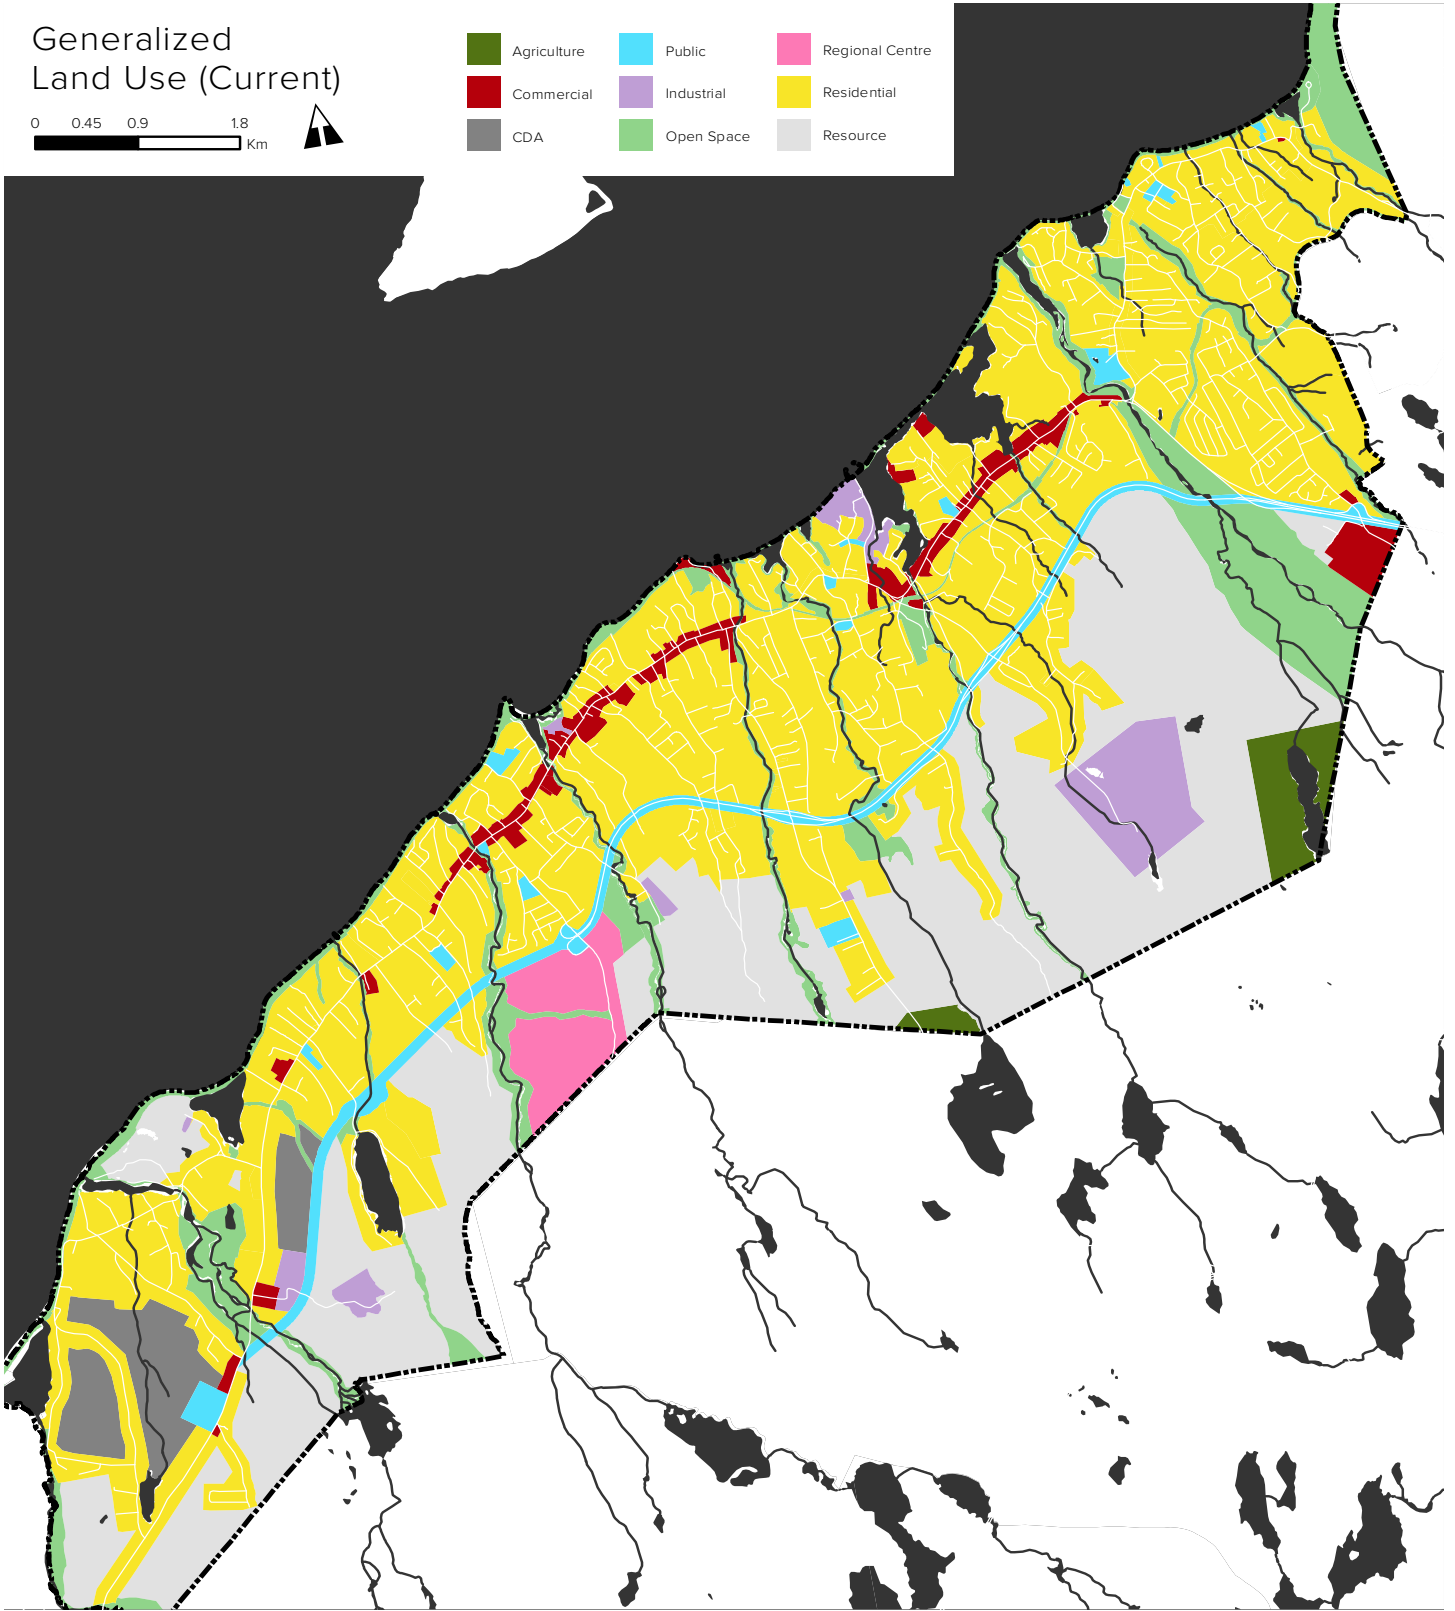 Generalized
Land Use (Current)
0 0.45 0.9 1.8
Km
Agriculture
Commercial
CDA
Public
Industrial
Open Space
Regional Centre
Residential
Resource